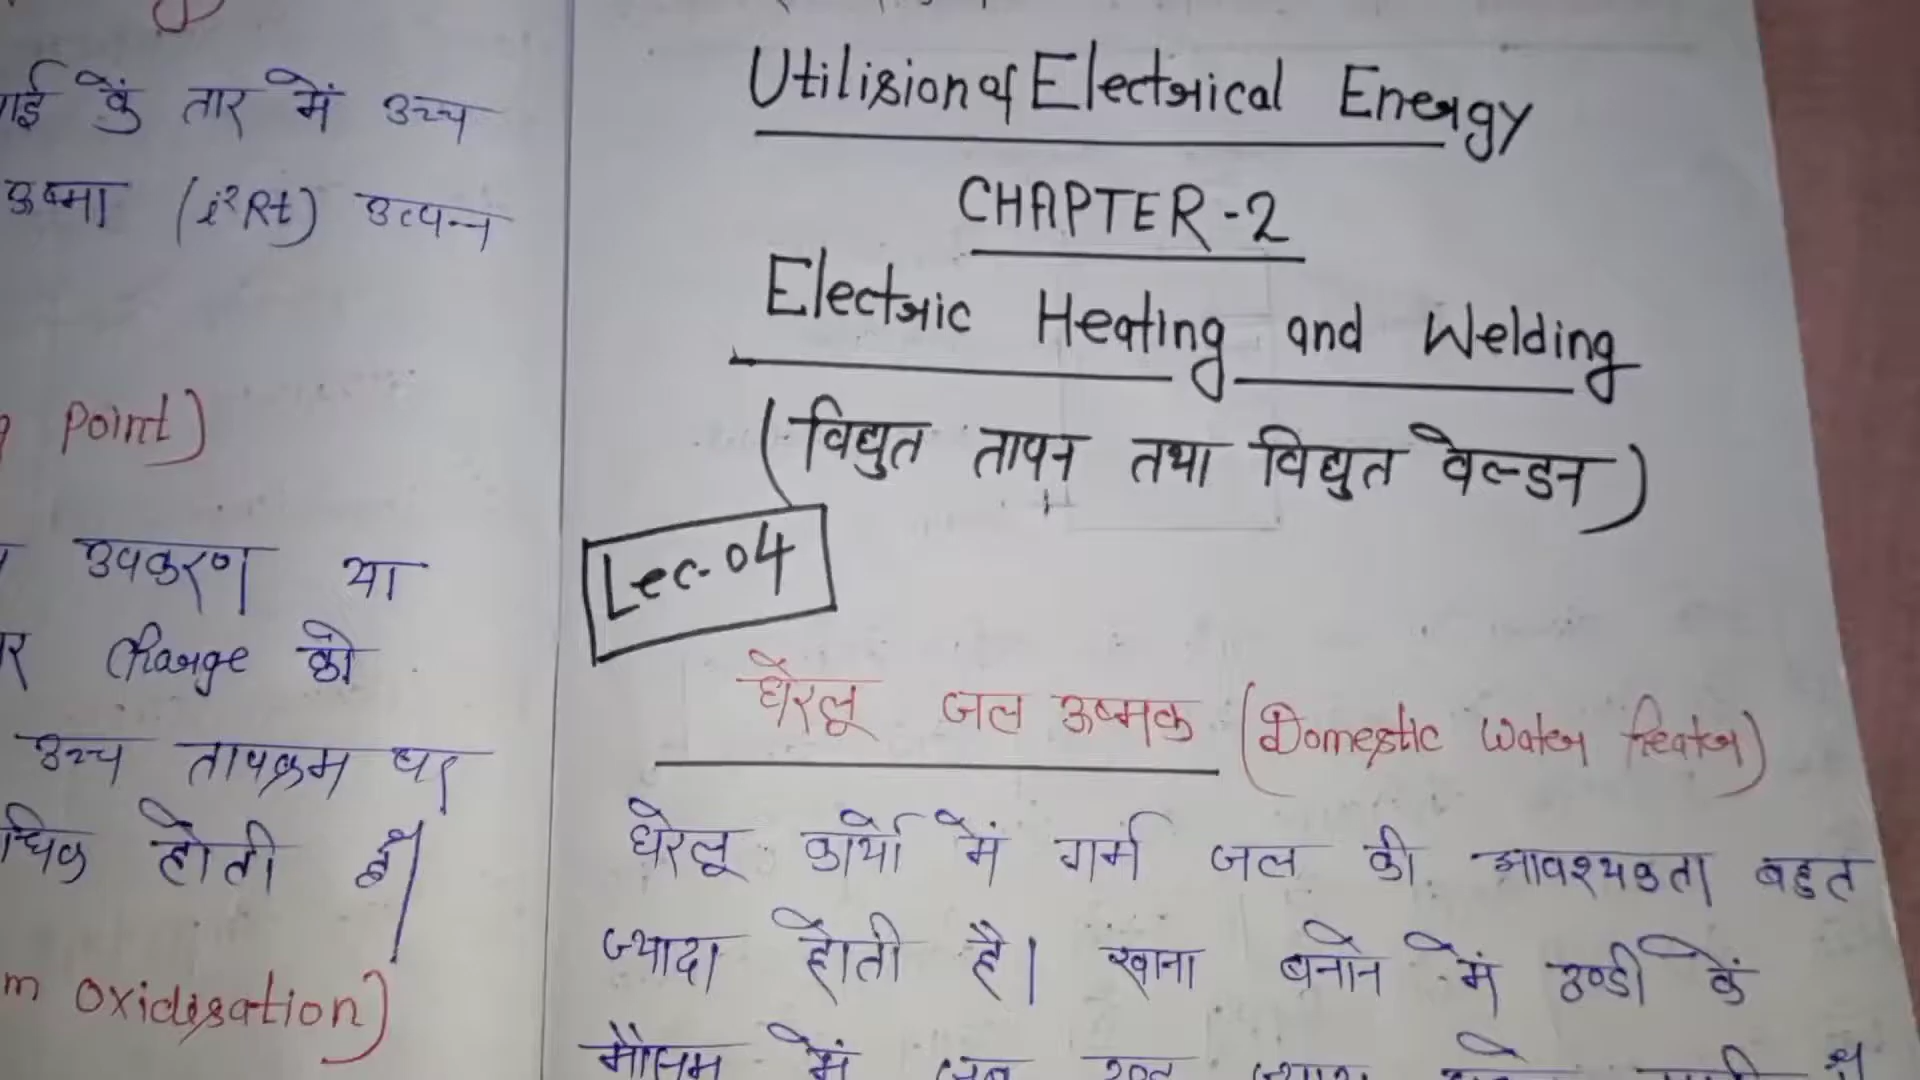 के तार में उच्च
ऊष्मा (i²Rt) उत्पन्न
Point)
उपकरण या
Charge को
उच्च तापक्रम पर
होती है।
oxidisation)
Utilision of Electrical Energy
CHAPTER-2
Electric Heating and Welding
(विद्युत तापन तथा विद्युत वेल्डन)
Lec-04
घरेलू जल ऊष्मक (Domestic Water Heater)
घरेलू कार्यो में गर्म जल की आवश्यकता बहुत
ज्यादा होती है। खाना बनाने में ठण्डी के
मौसम में